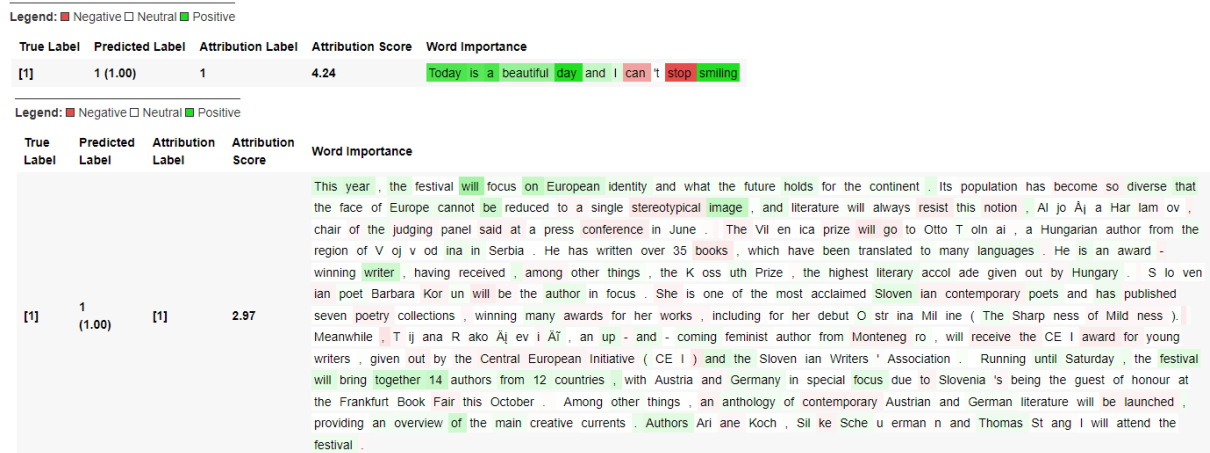 Legend: Negative Neutral Positive
True Label Predicted Label Attribution Label Attribution Score Word Importance
[1] 1 (1.00) 1 4.24 Today is a beautiful day and I can 't stop smiling
Legend: Negative Neutral Positive
True Label Predicted Label Attribution Label Attribution Score Word Importance
This year , the festival will focus on European identity and what the future holds for the continent . Its population has become so diverse that
the face of Europe cannot be reduced to a single stereotypical image , and literature will always resist this notion , Al jo Å¡ a Har lam ov ,
chair of the judging panel said at a press conference in June . The Vil en ica prize will go to Otto T oln ai , a Hungarian author from the
region of V oj v od ina in Serbia . He has written over 35 books , which have been translated to many languages . He is an award -
winning writer , having received , among other things , the K oss uth Prize , the highest literary accol ade given out by Hungary . S lo ven
ian poet Barbara Kor un will be the author in focus . She is one of the most acclaimed Sloven ian contemporary poets and has published
[1] 1 (1.00) [1] 2.97 seven poetry collections , winning many awards for her works , including for her debut O str ina Mil ine ( The Sharp ness of Mild ness ).
Meanwhile , T ij ana R ako Äį ev i Äĩ , an up - and - coming feminist author from Monteneg ro , will receive the CE I award for young
writers , given out by the Central European Initiative ( CE I ) and the Sloven ian Writers ' Association . Running until Saturday , the festival
will bring together 14 authors from 12 countries , with Austria and Germany in special focus due to Slovenia 's being the guest of honour at
the Frankfurt Book Fair this October . Among other things , an anthology of contemporary Austrian and German literature will be launched ,
providing an overview of the main creative currents . Authors Ari ane Koch , Sil ke Sche u erman n and Thomas St ang l will attend the
festival .